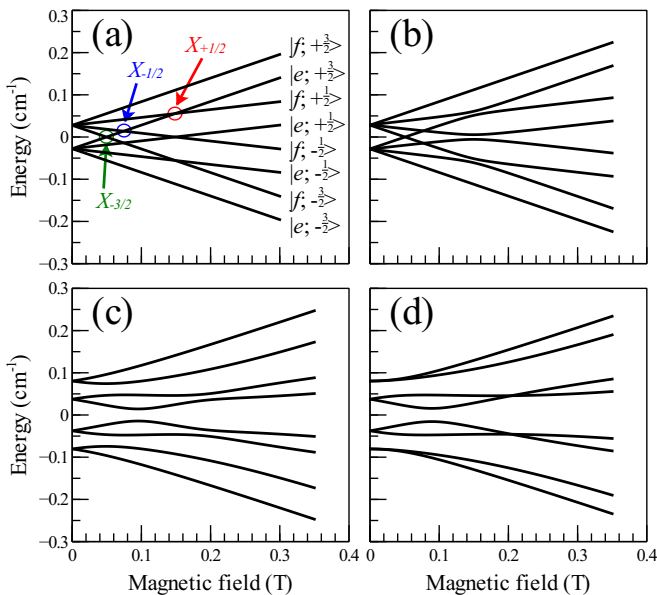 (a)
X-1/2
X+1/2
X-3/2
|f; +3/2>
|e; +3/2>
|f; +1/2>
|e; +1/2>
|f; -1/2>
|e; -1/2>
|f; -3/2>
|e; -3/2>
Energy (cm-1)
0.3
0.2
0.1
0
−0.1
−0.2
−0.3
(b)
(c)
Energy (cm-1)
0.3
0.2
0.1
0
−0.1
−0.2
−0.3
0
0.1
0.2
0.3
0.4
Magnetic field (T)
(d)
0
0.1
0.2
0.3
0.4
Magnetic field (T)